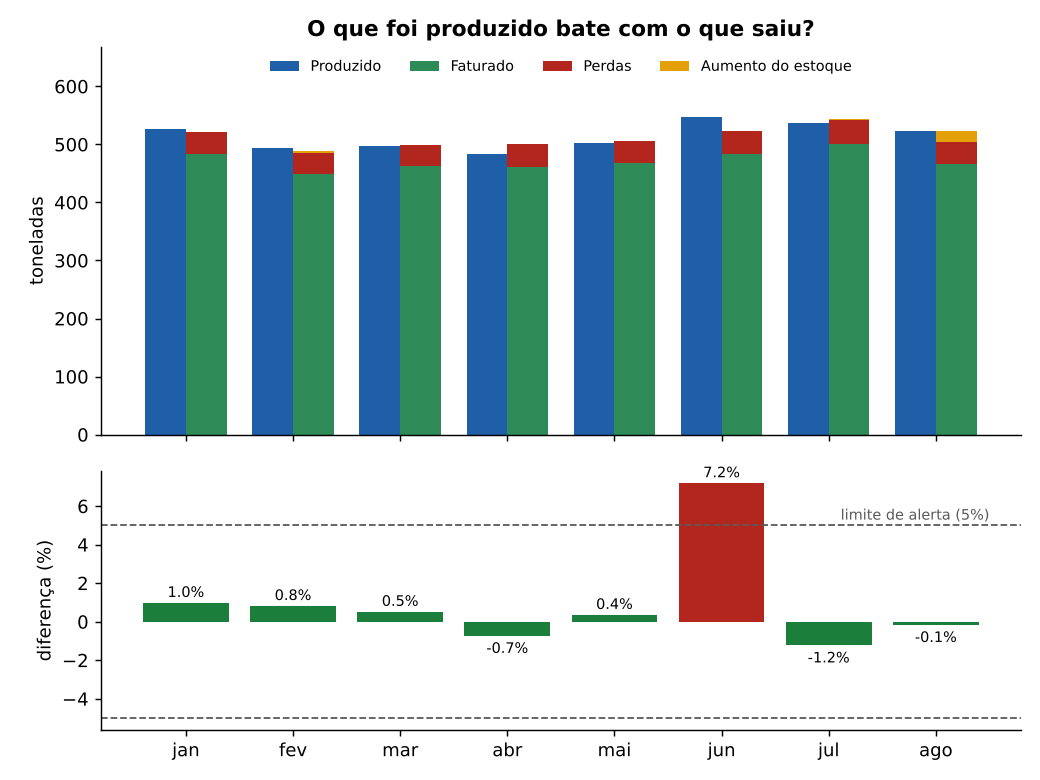 O que foi produzido bate com o que saiu?
Produzido Faturado Perdas Aumento do estoque
600
500
400
300
200
100
0
toneladas
7.2%
6
limite de alerta (5%)
4
2
1.0% 0.8% 0.5% 0.4%
0
-0.7% -1.2% -0.1%
−2
−4
diferença (%)
jan fev mar abr mai jun jul ago